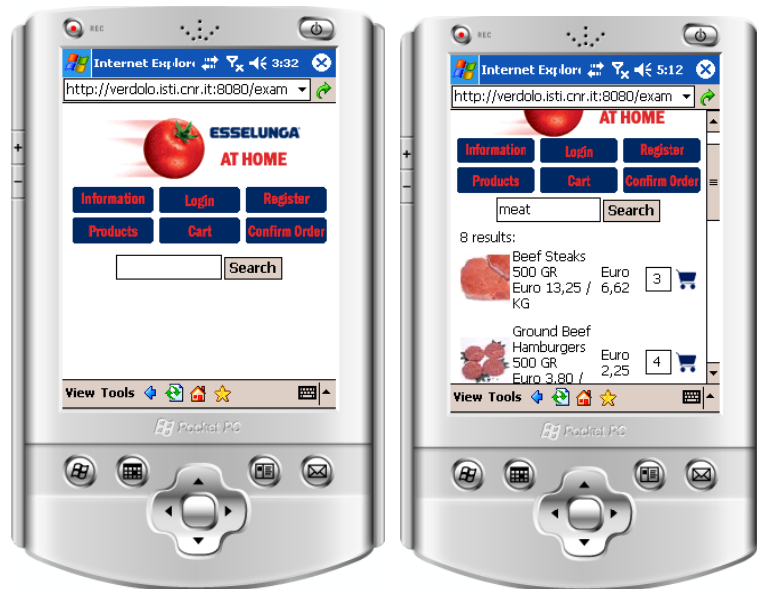 REC
Internet Explore 3:32
http://verdolo.isti.cnr.it:8080/exam
ESSELUNGA
AT HOME
Information Login Register
Products Cart Confirm Order
Search
View Tools
Pocket PC
+
-
REC
Internet Explore 5:12
http://verdolo.isti.cnr.it:8080/exam
AT HOME
Information Login Register
Products Cart Confirm Order
meat Search
8 results:
Beef Steaks
500 GR Euro 3
Euro 13,25 / 6,62
KG
Ground Beef
Hamburgers
500 GR Euro 4
Euro 3,80 / 2,25
View Tools
Pocket PC
+
-